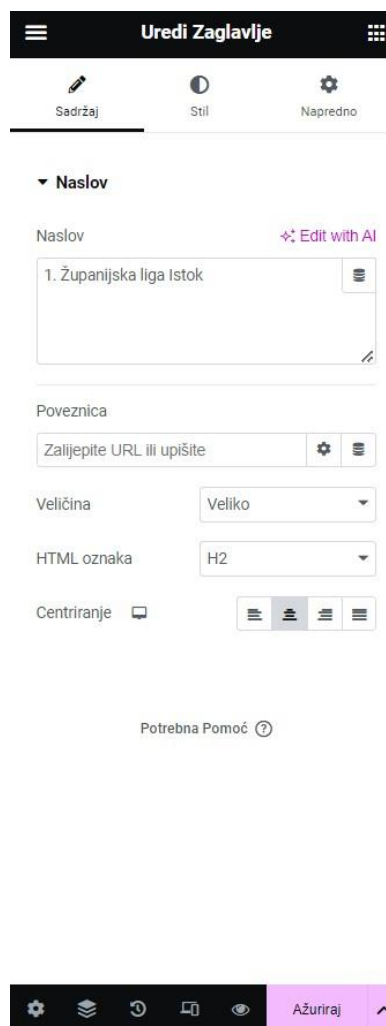 Uredi Zaglavlje
Sadržaj
Stil
Napredno
Naslov
Naslov
Edit with AI
1. Županijska liga Istok
Poveznica
Zalijepite URL ili upišite
Veličina
Veliko
HTML oznaka
H2
Centriranje
Potrebna Pomoć
Ažuriraj